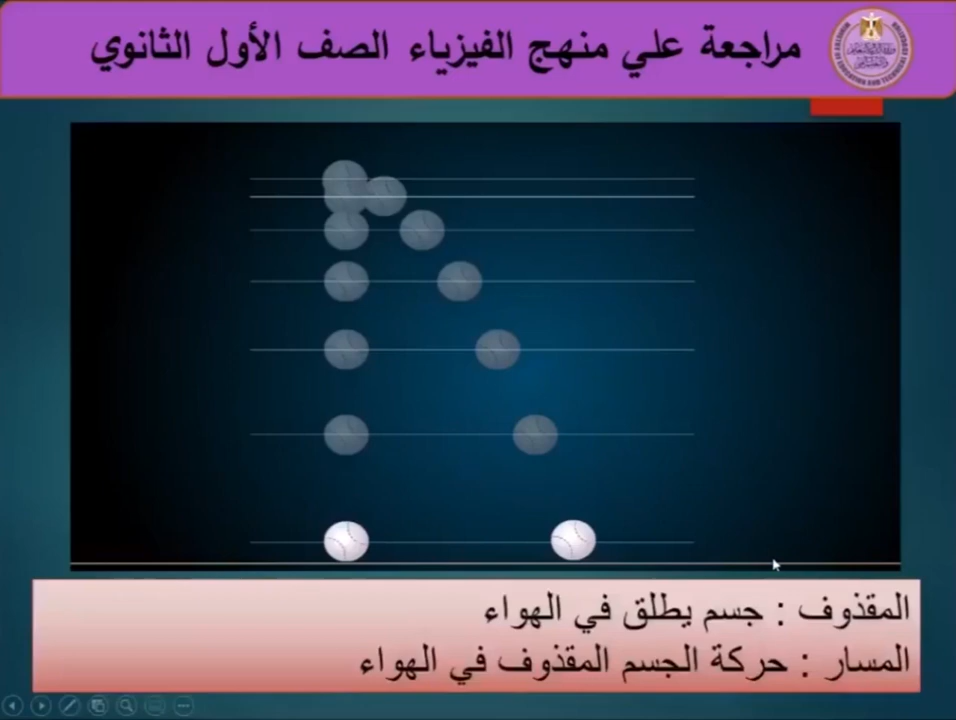 مراجعة علي منهج الفيزياء الصف الأول الثانوي
المقذوف : جسم يطلق في الهواء
المسار : حركة الجسم المقذوف في الهواء